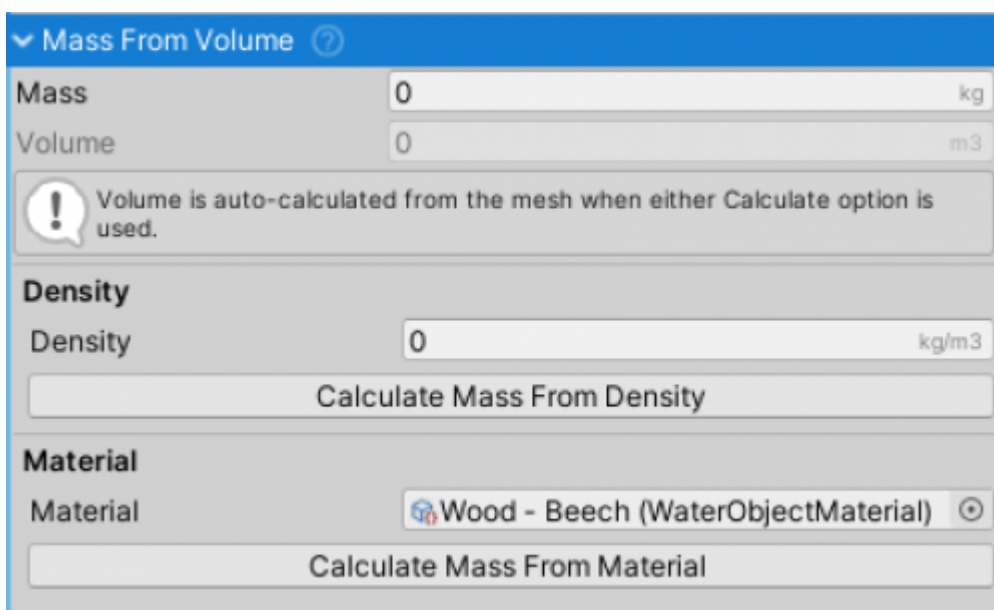 Mass From Volume ?
Mass 0 kg
Volume 0 m3
! Volume is auto-calculated from the mesh when either Calculate option is
used.
Density
Density 0 kg/m3
Calculate Mass From Density
Material
Material Wood - Beech (WaterObjectMaterial)
Calculate Mass From Material